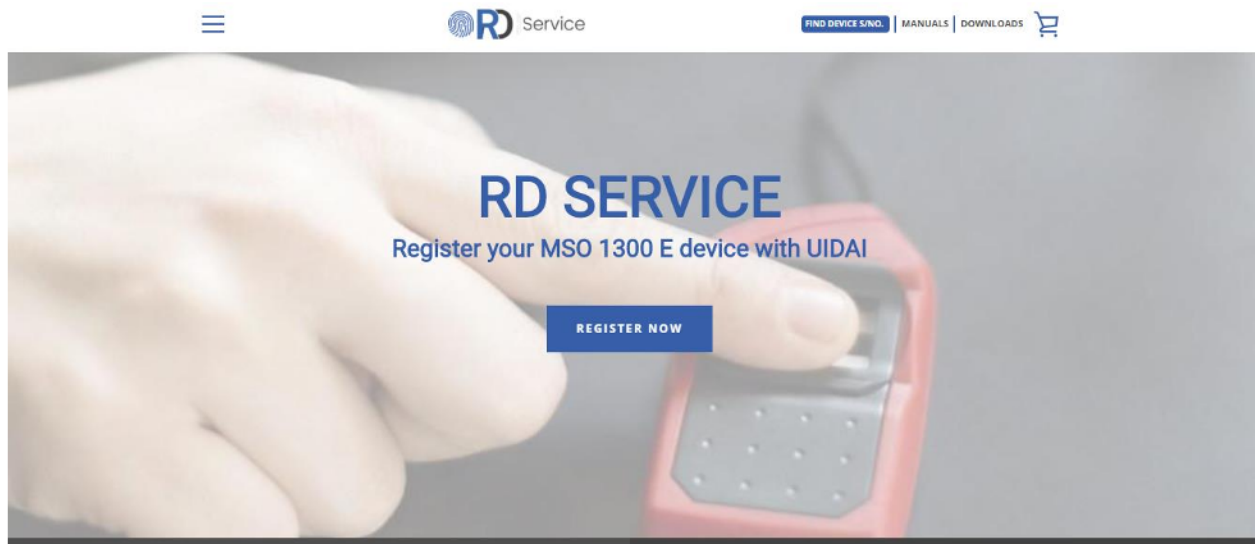 RD Service
FIND DEVICE S/NO. | MANUALS | DOWNLOADS
RD SERVICE
Register your MSO 1300 E device with UIDAI
REGISTER NOW